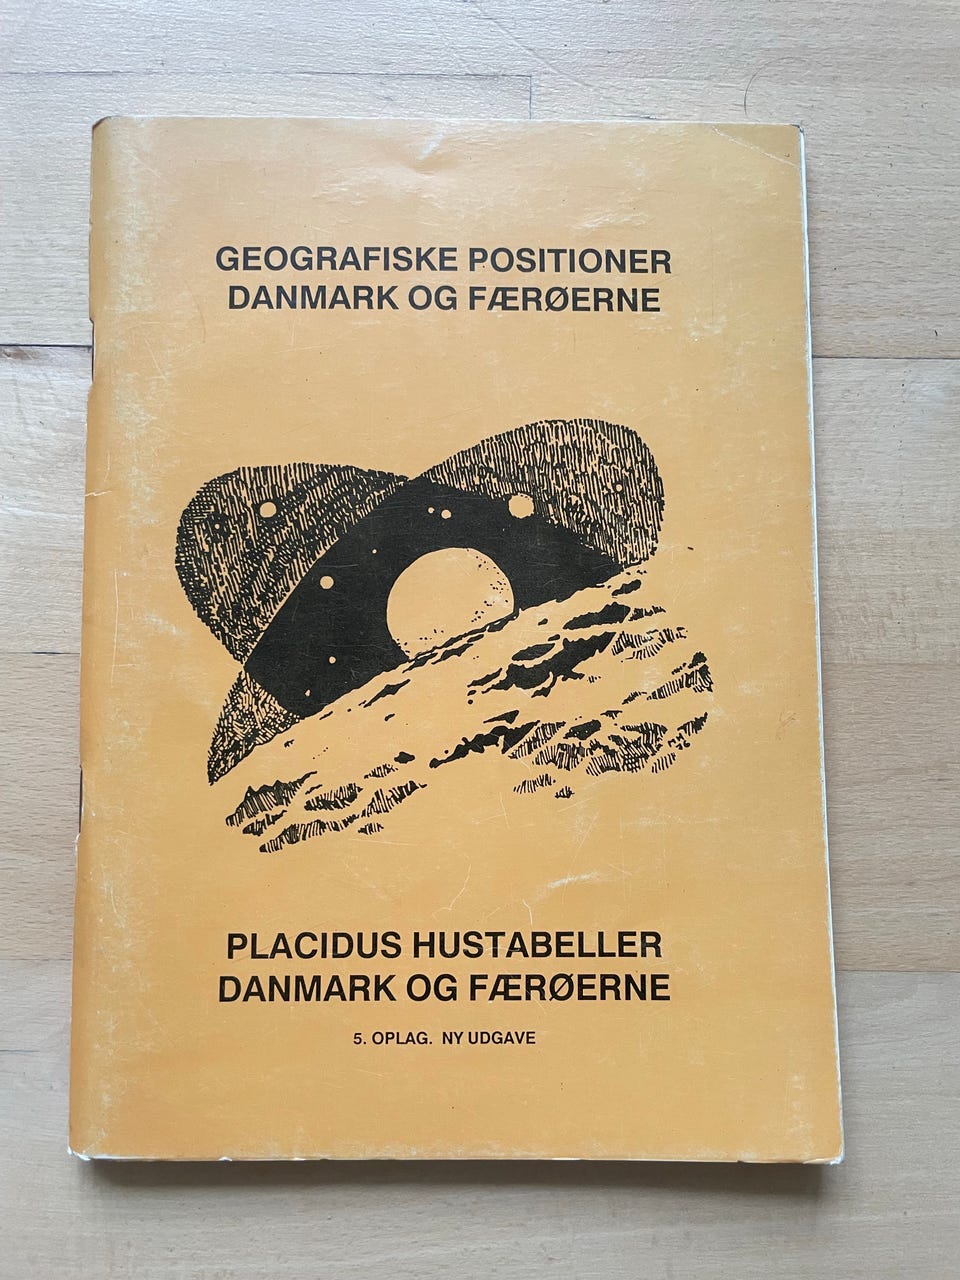 GEOGRAFISKE POSITIONER
DANMARK OG FÆRØERNE
PLACIDUS HUSTABELLER
DANMARK OG FÆRØERNE
5. OPLAG. NY UDGAVE